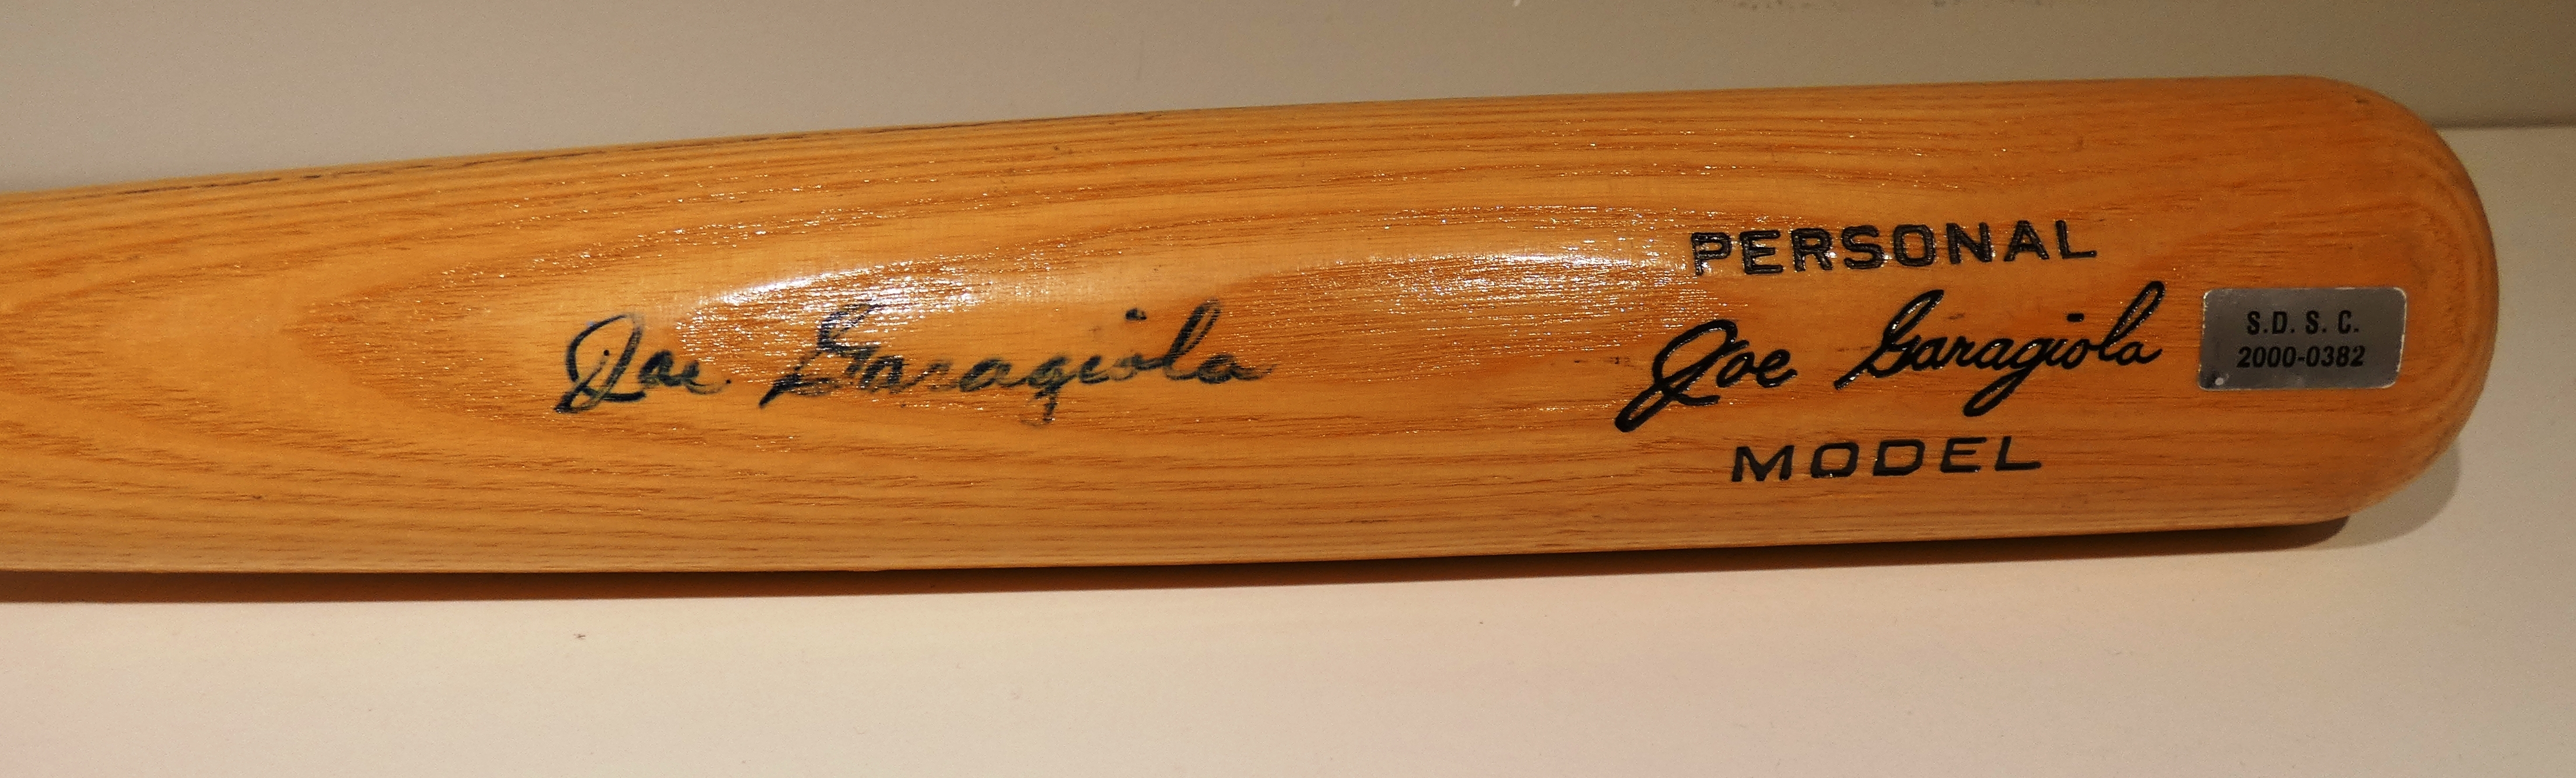 Joe Garagiola
PERSONAL
Joe Garagiola
MODEL
S.D. S. C.
2000-0382